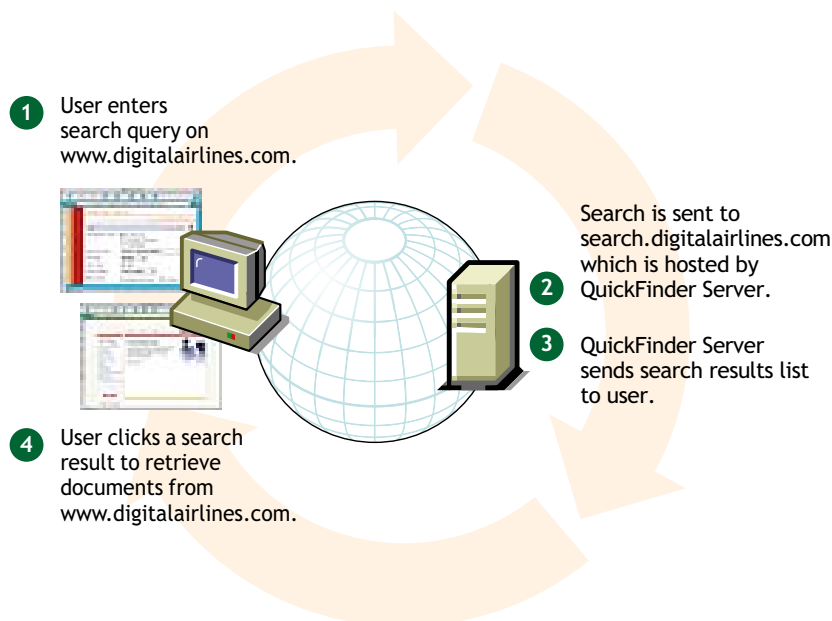 1 User enters
search query on
www.digitalairlines.com.
Search is sent to
search.digitalairlines.com
which is hosted by
2 QuickFinder Server.
3 QuickFinder Server
sends search results list
to user.
4 User clicks a search
result to retrieve
documents from
www.digitalairlines.com.